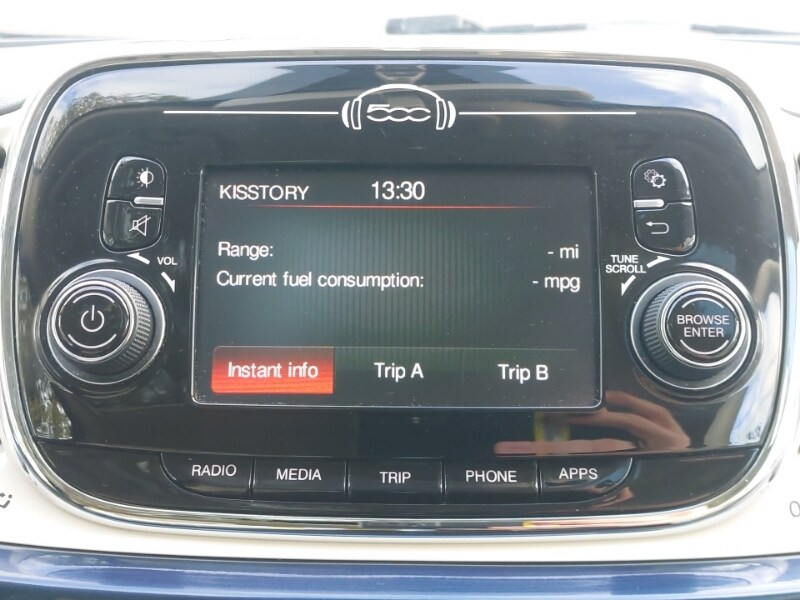 500
KISSTORY 13:30
VOL
Range: - mi
Current fuel consumption: - mpg
TUNE
SCROLL
BROWSE
ENTER
Instant info Trip A Trip B
RADIO MEDIA TRIP PHONE APPS
0